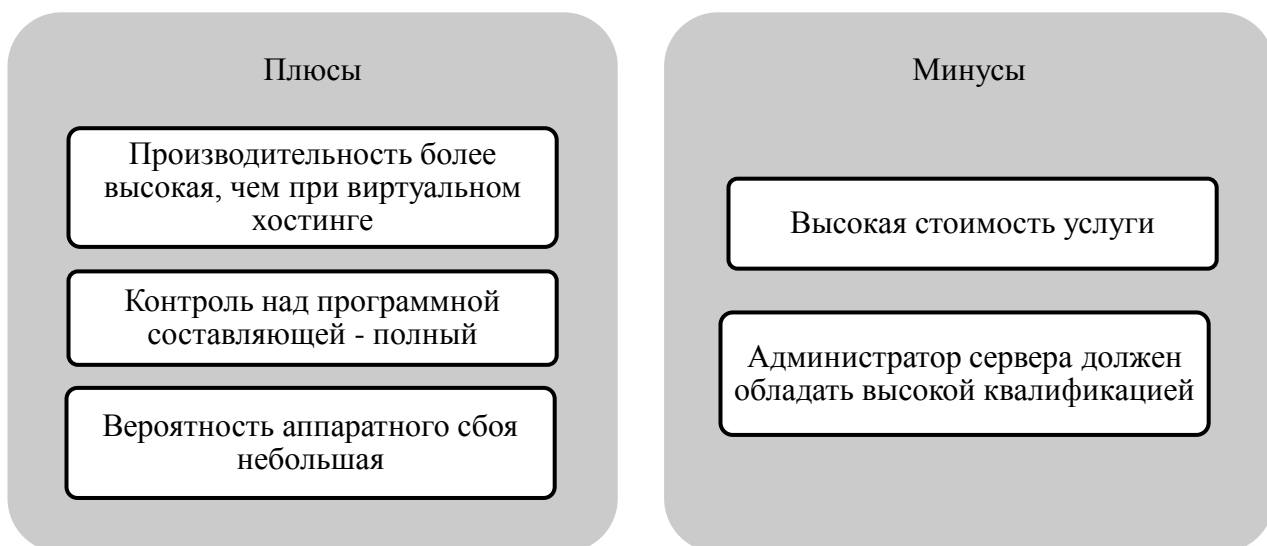 Плюсы
Производительность более
высокая, чем при виртуальном
хостинге
Контроль над программной
составляющей - полный
Вероятность аппаратного сбоя
небольшая
Минусы
Высокая стоимость услуги
Администратор сервера должен
обладать высокой квалификацией